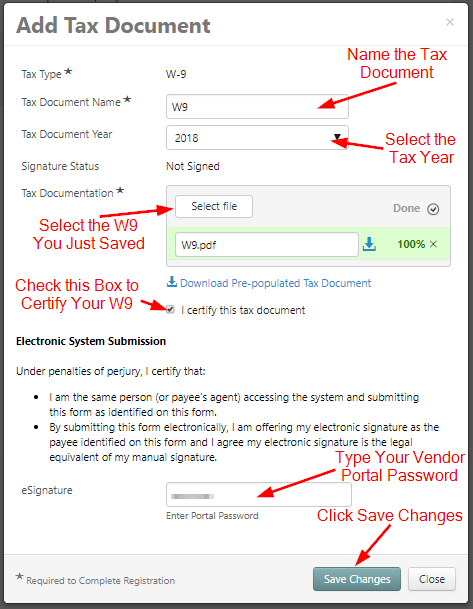 Add Tax Document ×
Name the Tax
Document
Tax Type ★ W-9
Tax Document Name ★ W9
Tax Document Year 2018
Select the
Tax Year
Signature Status Not Signed
Tax Documentation ★
Select file Done
Select the W9
You Just Saved
W9.pdf 100% ×
Download Pre-populated Tax Document
Check this Box to
Certify Your W9
I certify this tax document
Electronic System Submission
Under penalties of perjury, I certify that:
• I am the same person (or payee's agent) accessing the system and submitting
this form as identified on this form.
• By submitting this form electronically, I am offering my electronic signature as the
payee identified on this form and I agree my electronic signature is the legal
equivalent of my manual signature.
Type Your Vendor
Portal Password
eSignature
Enter Portal Password
Click Save Changes
★ Required to Complete Registration
Save Changes Close